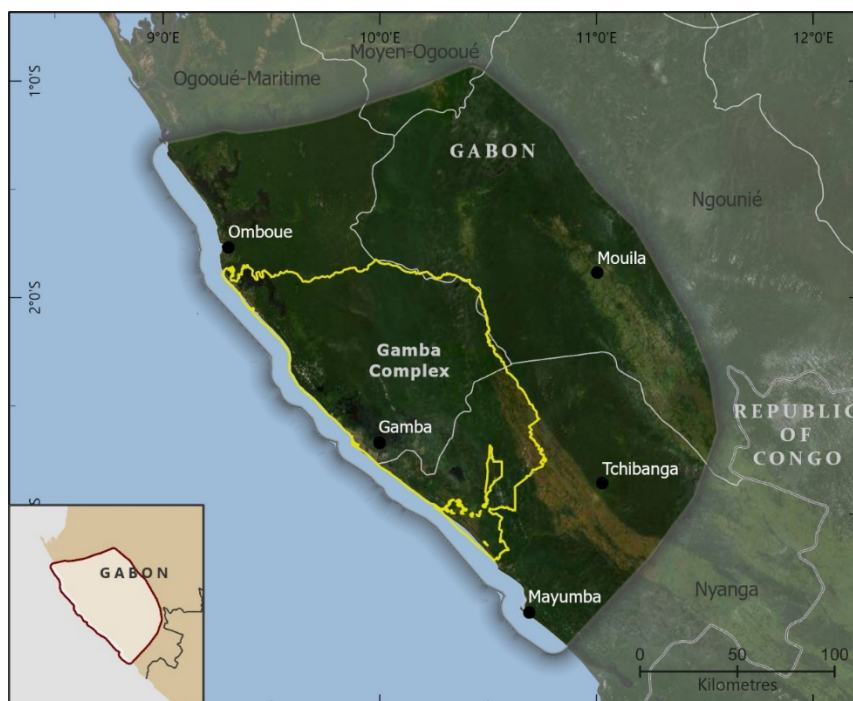 9°0'E
10°0'E
11°0'E
12°0'E
Moyen-Ogooué
Ogooué-Maritime
1°S
GABON
Ngounié
Omboue
Mouila
2°0'S
Gamba
Complex
REPUBLIC
OF
CONGO
Gamba
Tchibanga
GABON
Mayumba
Nyanga
0
50
100
Kilometres